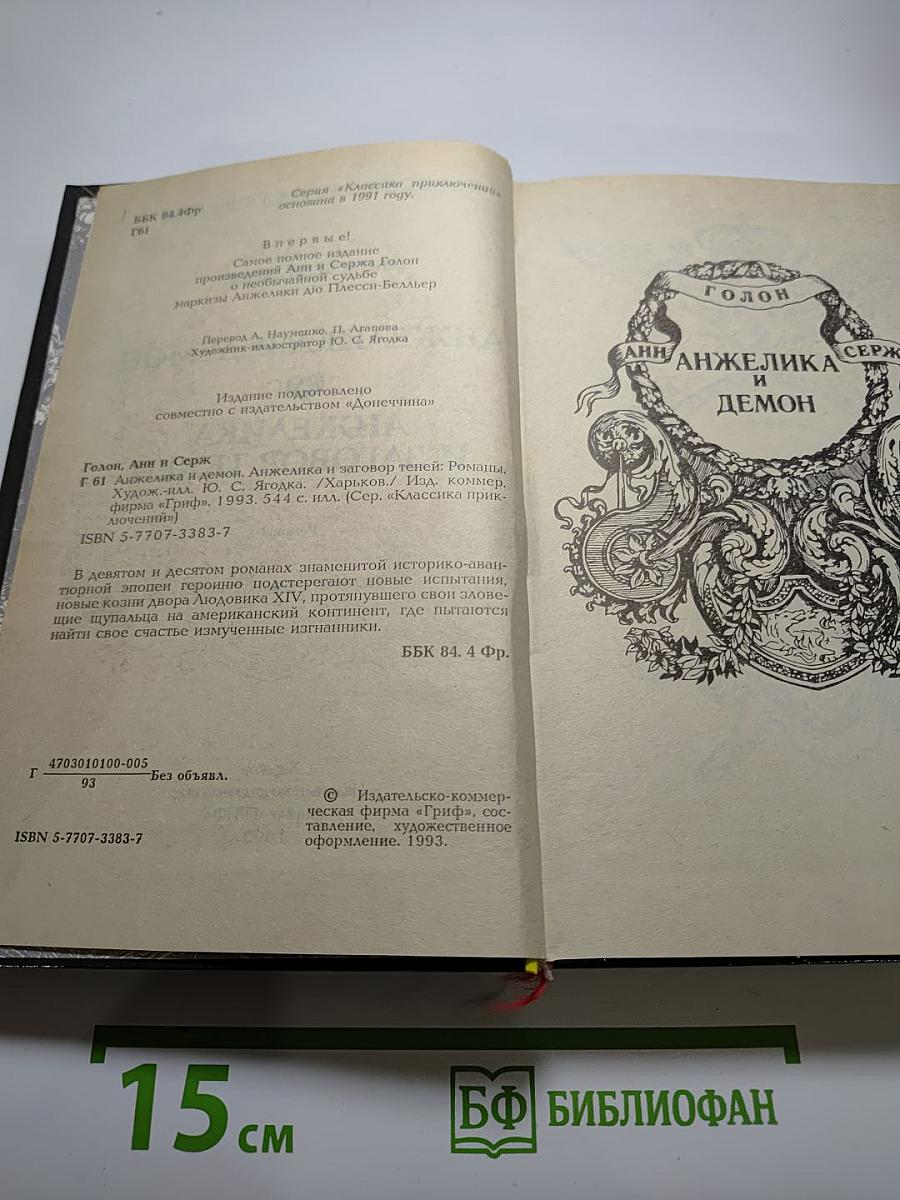 ББК 84.4Фр
Г61
Серия «Классика приключений»
основана в 1991 году.
Впервые!
Самое полное издание
произведений Анн и Сержа Голон
о необычайной судьбе
маркизы Анжелики дю Плесси-Белльер
Перевод А. Науменко, П. Агапова
Художник-иллюстратор Ю. С. Ягодка
Издание подготовлено
совместно с издательством «Донеччина»
Голон, Анн и Серж
Г 61 Анжелика и демон. Анжелика и заговор теней: Романы,
Худож.-илл. Ю. С. Ягодка. /Харьков./ Изд. коммер,
фирма «Гриф». 1993. 544 с. илл. (Сер. «Классика прик-
лючений»)
ISBN 5-7707-3383-7
В девятом и десятом романах знаменитой историко-аван-
тюрной эпопеи героиню подстерегают новые испытания,
новые козни двора Людовика XIV, протянувшего свои злове-
щие щупальца на американский континент, где пытаются
найти свое счастье измученные изгнанники.
ББК 84. 4 Фр.
Г 4703010100-005
93
Без объявл.
ISBN 5-7707-3383-7
© Издательско-коммер-
ческая фирма «Гриф», сос-
тавление, художественное
оформление. 1993.
ГОЛОН
АНН
СЕРЖ
АНЖЕЛИКА
И
ДЕМОН
15 см
БФ БИБЛИОФАН